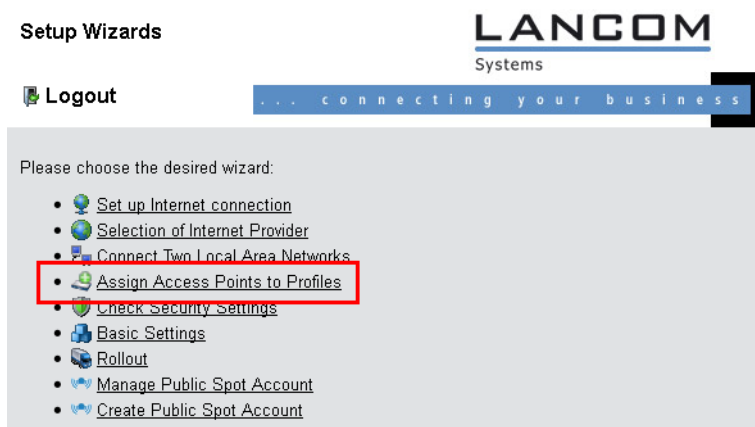 Setup Wizards
LANCOM
Systems
Logout
... connecting your business
Please choose the desired wizard:
Set up Internet connection
Selection of Internet Provider
Connect Two Local Area Networks
Assign Access Points to Profiles
Check Security Settings
Basic Settings
Rollout
Manage Public Spot Account
Create Public Spot Account